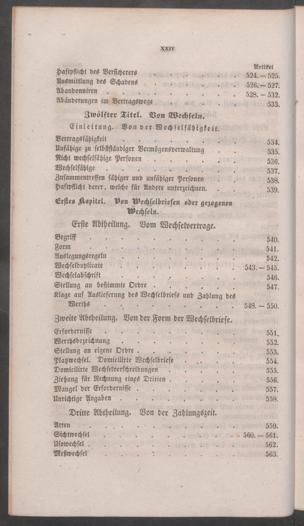 XXIV
Artikel
Haftpflicht des Versicherers . . . . . . 524.—525.
Ausmittlung des Schadens . . . . . . 526.—527.
Abandonniren . . . . . . 528.—532.
Abänderungen im Vertragswege . . . . . . 533.
Zwölfter Titel. Von Wechseln.
Einleitung. Von der Wechselfähigkeit.
Vertragsfähigkeit . . . . . . 534.
Unfähige zu selbstständiger Vermögensverwaltung . . 535.
Nicht wechselfähige Personen . . . . . . 536.
Wechselfähige . . . . . . 537.
Zusammentreffen fähiger und unfähiger Personen . . 538.
Haftpflicht derer, welche für Andere unterzeichnen. . . 539.
Erstes Kapitel. Von Wechselbriefen oder gezogenen
Wechseln.
Erste Abtheilung. Vom Wechselvertrage.
Begriff . . . . . . 540.
Form . . . . . . 541.
Auslegungsregeln . . . . . . 542.
Wechselduplicate . . . . . . 543.—545.
Wechselabschrift . . . . . . 546.
Stellung an bestimmte Ordre . . . . . . 547.
Klage auf Auslieferung des Wechselbriefs und Zahlung des
Werths . . . . . . 548.—550.
Zweite Abtheilung. Von der Form der Wechselbriefe.
Erfordernisse . . . . . . 551.
Werthsbezeichnung . . . . . . 552.
Stellung an eigene Ordre . . . . . . 553.
Platzwechsel. Domicilirte Wechselbriefe . . . 554.
Domicilirte Wechselverschreibungen . . . . 555.
Ziehung für Rechnung eines Dritten . . . . 556.
Mangel der Erfordernisse . . . . . . 557.
Unrichtige Angaben . . . . . . 558.
Dritte Abtheilung. Von der Zahlungszeit.
Arten . . . . . . 559.
Sichtwechsel . . . . . . 560.—561.
Usowechsel . . . . . . 562.
Meßwechsel . . . . . . 563.